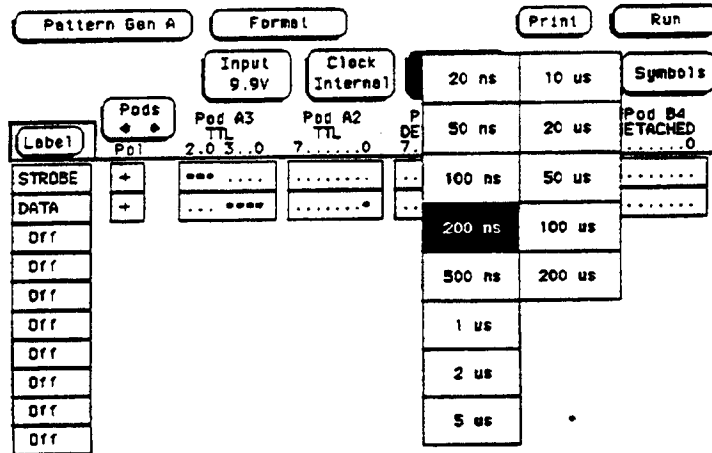 Pattern Gen A Format Print Run
Input 9.9V Clock Internal Symbols
20 ns 10 us
Label Pods Pol
Pod A3 TTL 2.0 3..0
Pod A2 TTL 7......0
P DE 7.
50 ns 20 us
Pod B4 ETACHED ......0
STROBE + *** .... ........ .. 100 ns 50 us .......
DATA + ... **** .......* .. 200 ns 100 us .......
Off
Off 500 ns 200 us
Off
Off 1 us
Off
Off 2 us
Off
Off 5 us